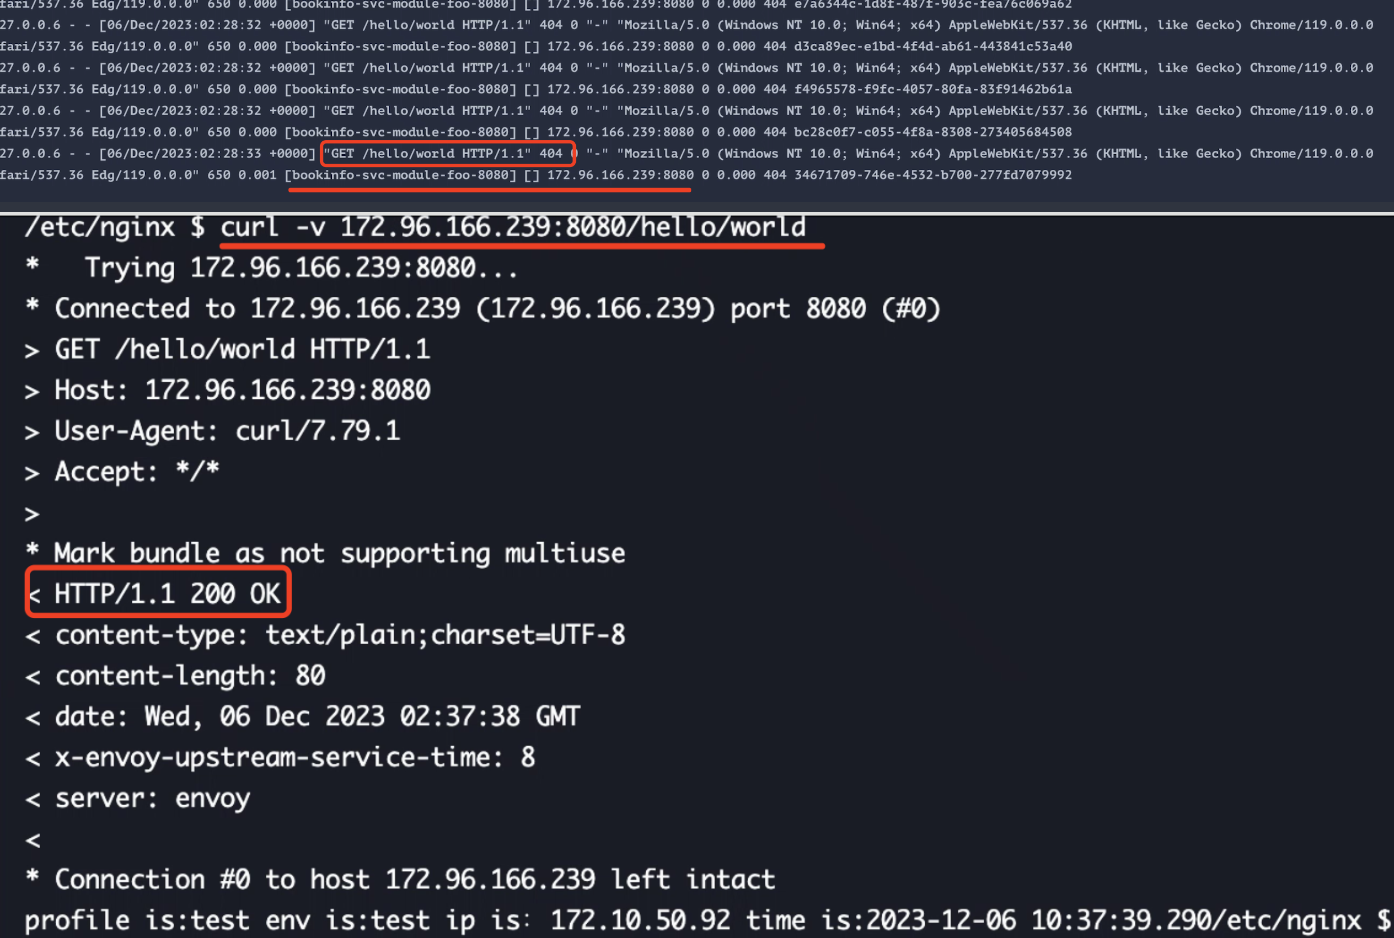 fari/537.36 Edg/119.0.0.0" 650 0.000 [bookinfo-svc-module-foo-8080] [] 172.96.166.239:8080 0 0.000 404 e7a6344c-1d8f-487f-903c-fea76c069a62
27.0.0.6 - - [06/Dec/2023:02:28:32 +0000] "GET /hello/world HTTP/1.1" 404 0 "-" "Mozilla/5.0 (Windows NT 10.0; Win64; x64) AppleWebKit/537.36 (KHTML, like Gecko) Chrome/119.0.0.0
fari/537.36 Edg/119.0.0.0" 650 0.000 [bookinfo-svc-module-foo-8080] [] 172.96.166.239:8080 0 0.000 404 d3ca89ec-e1bd-4f4d-ab61-443841c53a40
27.0.0.6 - - [06/Dec/2023:02:28:32 +0000] "GET /hello/world HTTP/1.1" 404 0 "-" "Mozilla/5.0 (Windows NT 10.0; Win64; x64) AppleWebKit/537.36 (KHTML, like Gecko) Chrome/119.0.0.0
fari/537.36 Edg/119.0.0.0" 650 0.000 [bookinfo-svc-module-foo-8080] [] 172.96.166.239:8080 0 0.000 404 f4965578-f9fc-4057-80fa-83f91462b61a
27.0.0.6 - - [06/Dec/2023:02:28:32 +0000] "GET /hello/world HTTP/1.1" 404 0 "-" "Mozilla/5.0 (Windows NT 10.0; Win64; x64) AppleWebKit/537.36 (KHTML, like Gecko) Chrome/119.0.0.0
fari/537.36 Edg/119.0.0.0" 650 0.000 [bookinfo-svc-module-foo-8080] [] 172.96.166.239:8080 0 0.000 404 bc28c0f7-c055-4f8a-8308-273405684508
27.0.0.6 - - [06/Dec/2023:02:28:33 +0000] "GET /hello/world HTTP/1.1" 404 0 "-" "Mozilla/5.0 (Windows NT 10.0; Win64; x64) AppleWebKit/537.36 (KHTML, like Gecko) Chrome/119.0.0.0
fari/537.36 Edg/119.0.0.0" 650 0.001 [bookinfo-svc-module-foo-8080] [] 172.96.166.239:8080 0 0.000 404 34671709-746e-4532-b700-277fd7079992
/etc/nginx $ curl -v 172.96.166.239:8080/hello/world
*   Trying 172.96.166.239:8080...
* Connected to 172.96.166.239 (172.96.166.239) port 8080 (#0)
> GET /hello/world HTTP/1.1
> Host: 172.96.166.239:8080
> User-Agent: curl/7.79.1
> Accept: */*
>
* Mark bundle as not supporting multiuse
< HTTP/1.1 200 OK
< content-type: text/plain;charset=UTF-8
< content-length: 80
< date: Wed, 06 Dec 2023 02:37:38 GMT
< x-envoy-upstream-service-time: 8
< server: envoy
<
* Connection #0 to host 172.96.166.239 left intact
profile is:test env is:test ip is: 172.10.50.92 time is:2023-12-06 10:37:39.290/etc/nginx $